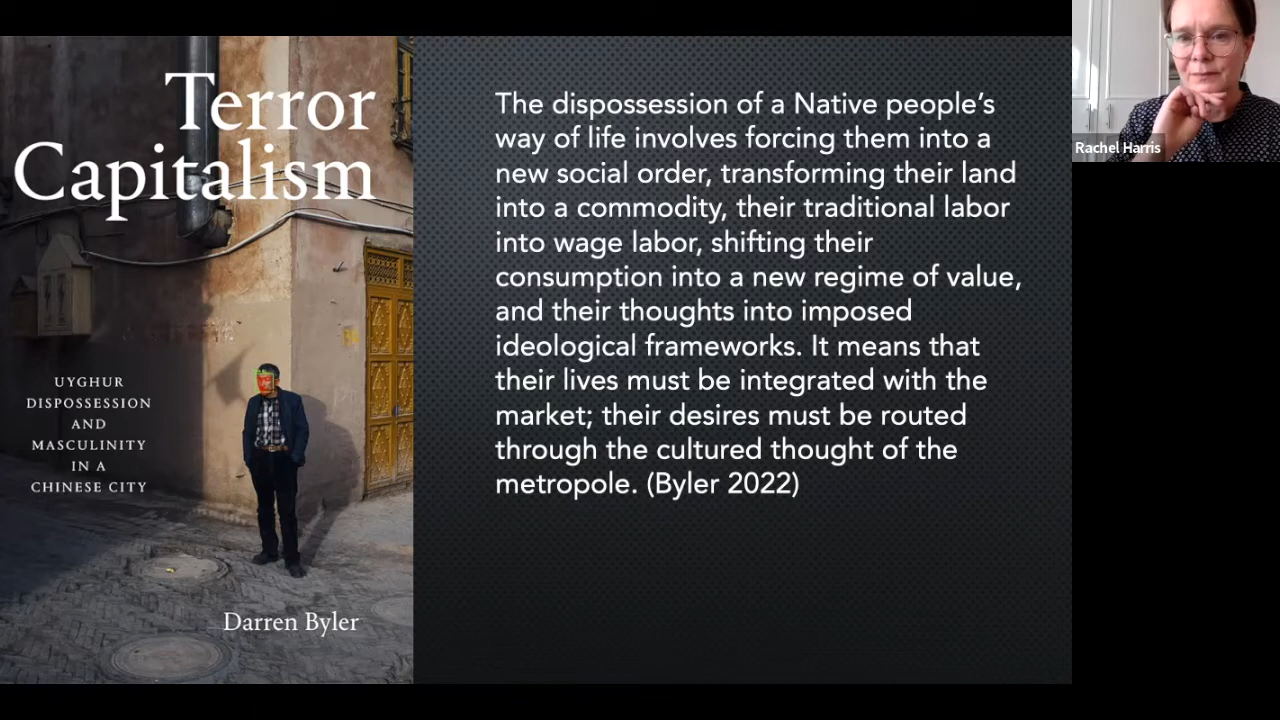 Terror
Capitalism
UYGHUR
DISPOSSESSION
AND
MASCULINITY
IN A
CHINESE CITY
Darren Byler
The dispossession of a Native people’s
way of life involves forcing them into a
new social order, transforming their land
into a commodity, their traditional labor
into wage labor, shifting their
consumption into a new regime of value,
and their thoughts into imposed
ideological frameworks. It means that
their lives must be integrated with the
market; their desires must be routed
through the cultured thought of the
metropole. (Byler 2022)
Rachel Harris